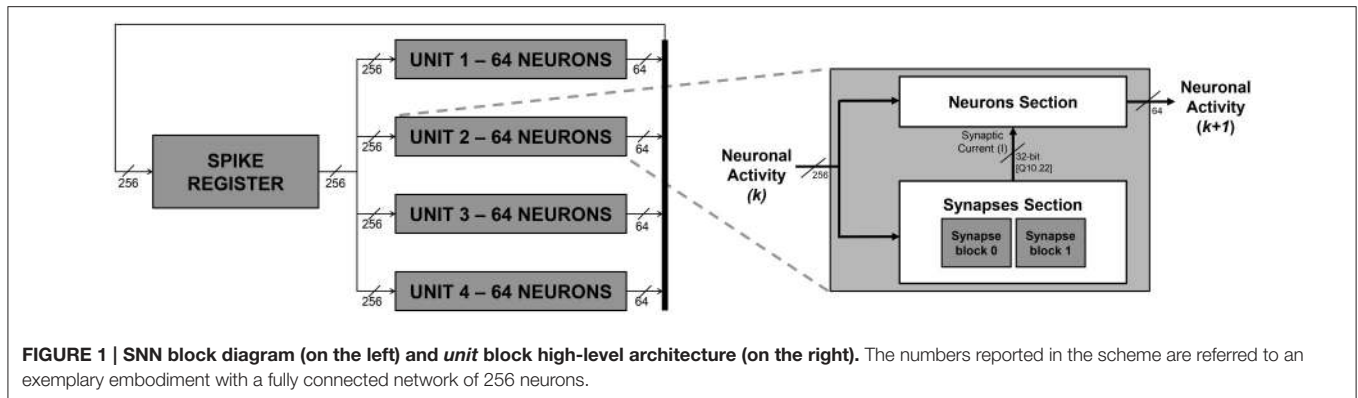 UNIT 1 – 64 NEURONS
256
64
UNIT 2 – 64 NEURONS
256
64
SPIKE
REGISTER
256
256
UNIT 3 – 64 NEURONS
256
64
UNIT 4 – 64 NEURONS
256
64
Neurons Section
Neuronal
Activity
(k+1)
64
Synaptic
Current (I)
32-bit
[Q10.22]
Neuronal
Activity
(k)
256
Synapses Section
Synapse
block 0
Synapse
block 1
FIGURE 1 | SNN block diagram (on the left) and unit block high-level architecture (on the right). The numbers reported in the scheme are referred to an
exemplary embodiment with a fully connected network of 256 neurons.